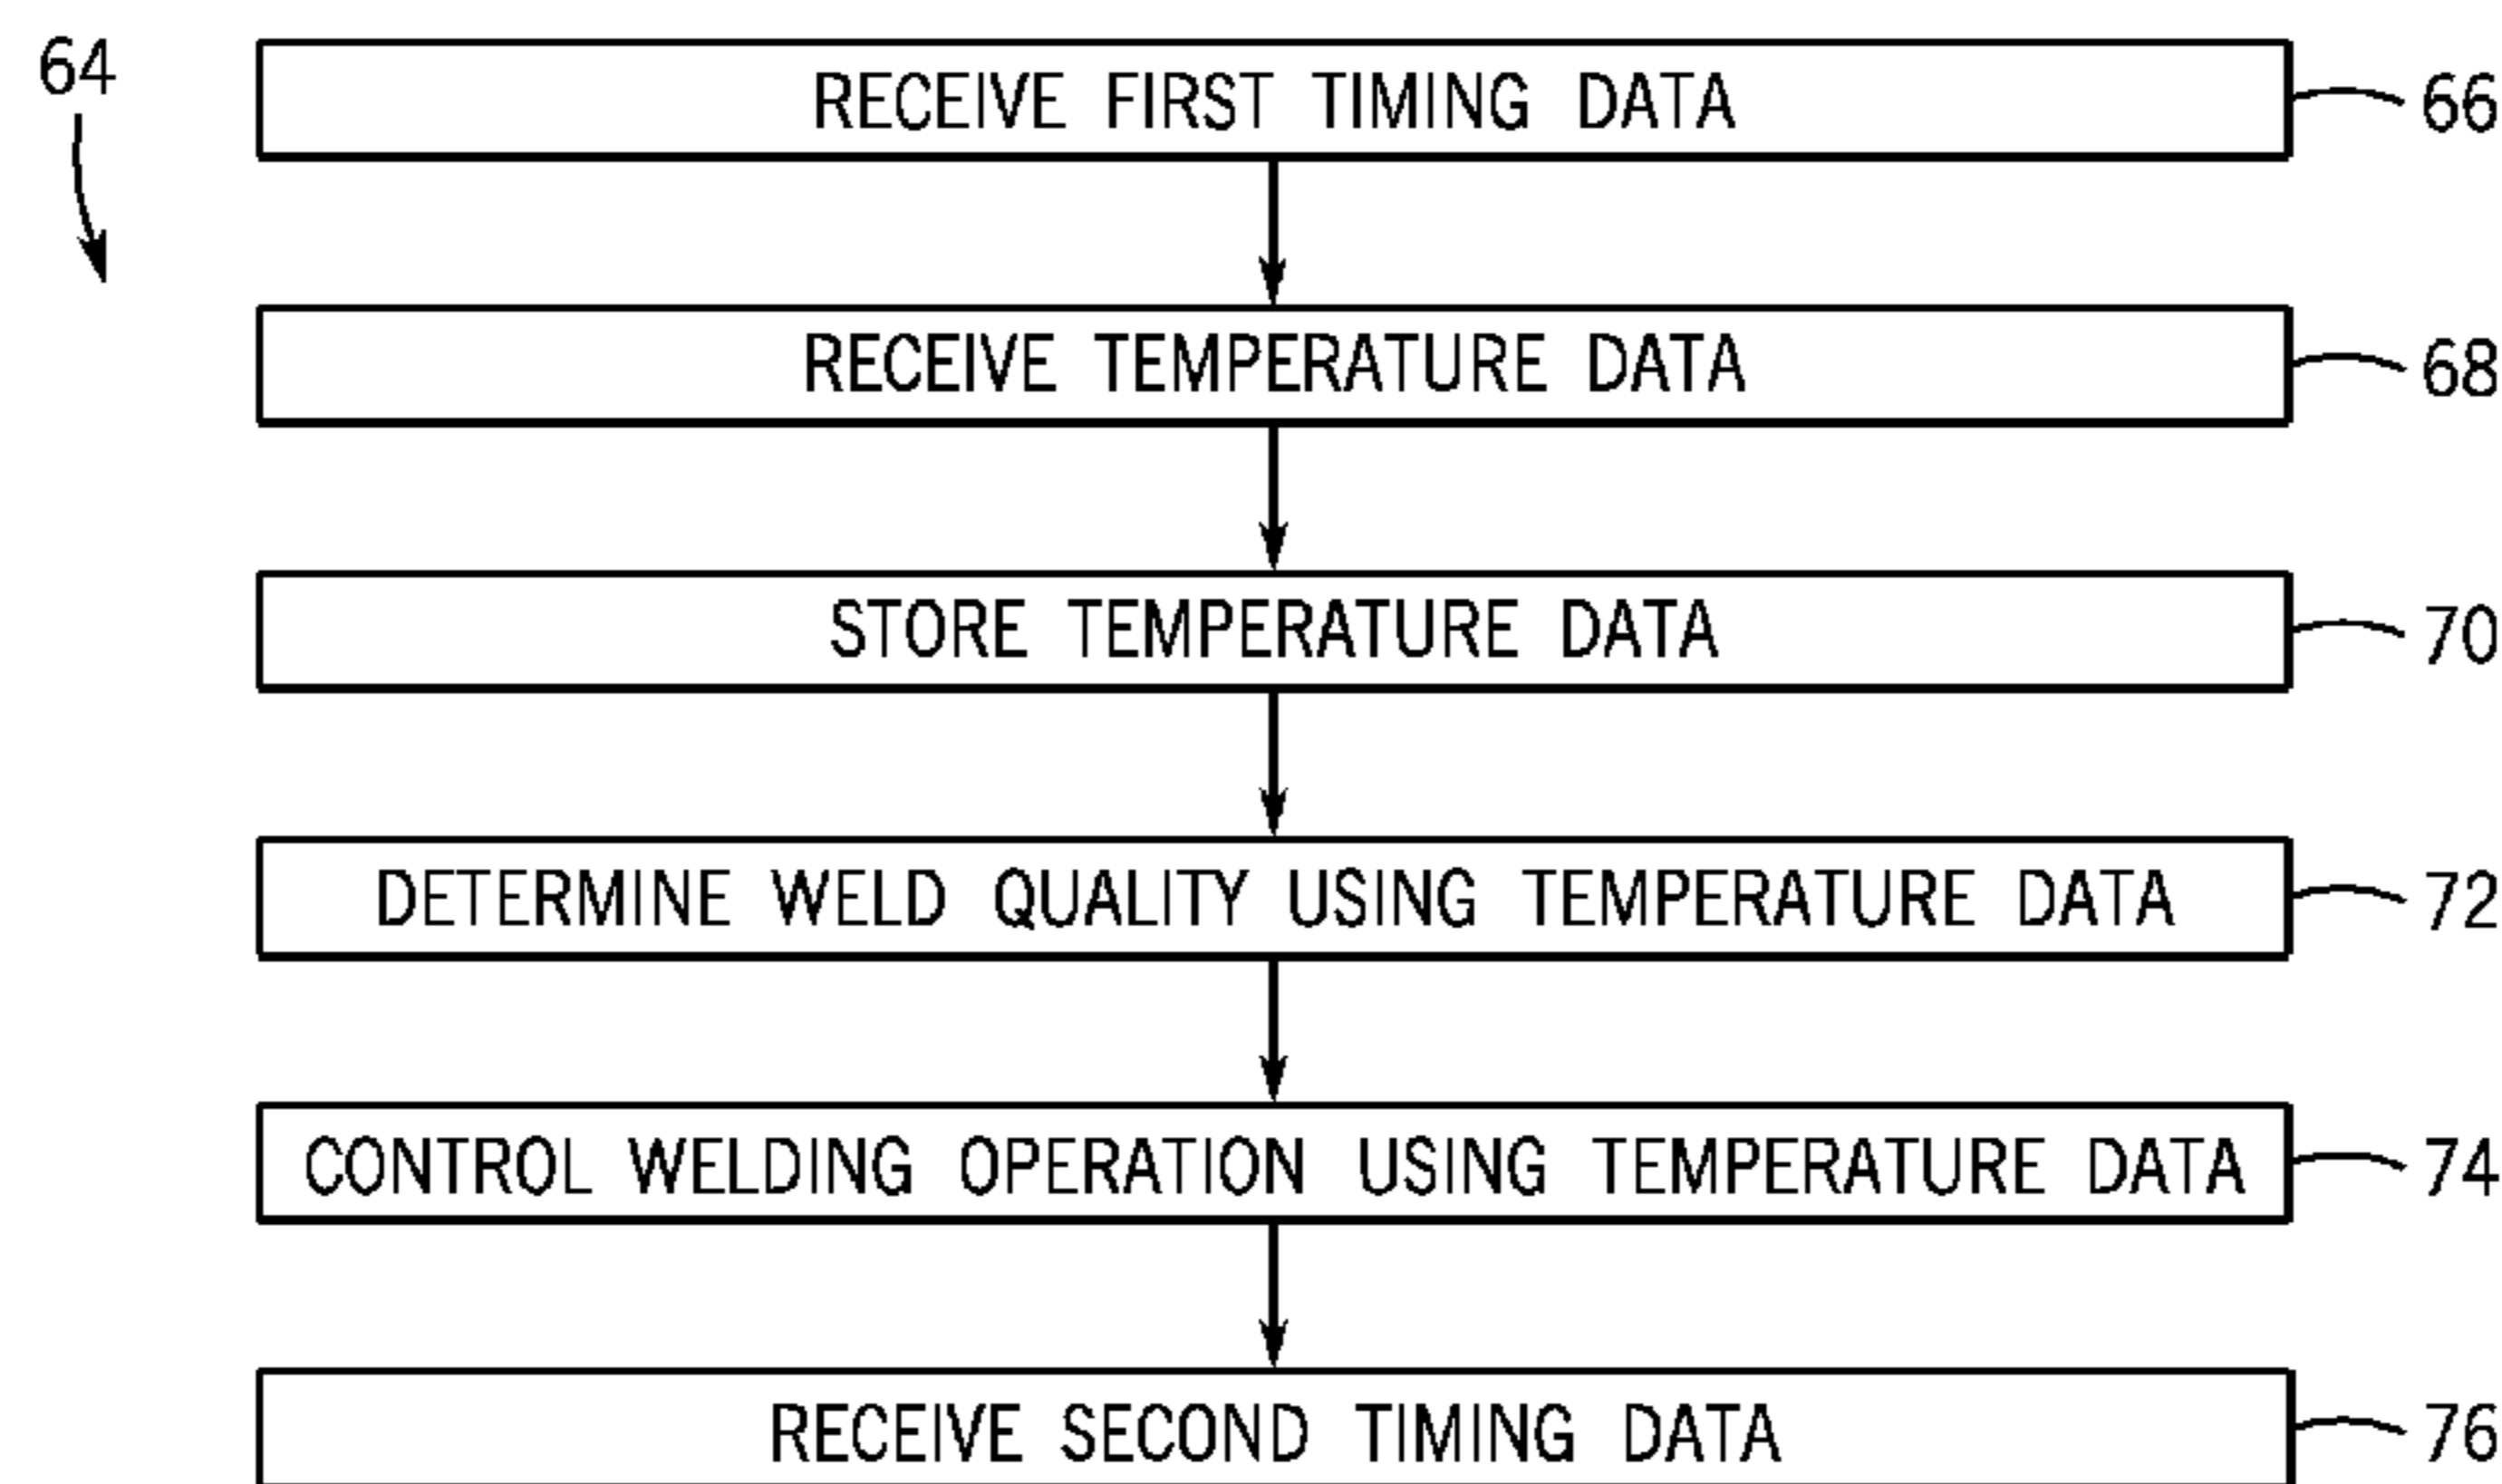 64
RECEIVE FIRST TIMING DATA 66
RECEIVE TEMPERATURE DATA 68
STORE TEMPERATURE DATA 70
DETERMINE WELD QUALITY USING TEMPERATURE DATA 72
CONTROL WELDING OPERATION USING TEMPERATURE DATA 74
RECEIVE SECOND TIMING DATA 76